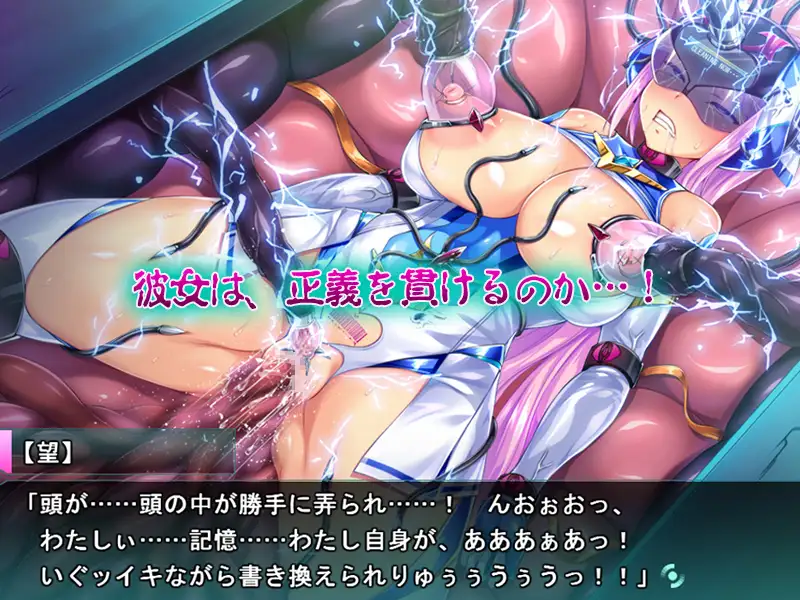 CLEANING NOW...
彼女は、正義を貫けるのか…！
【望】
「頭が……頭の中が勝手に弄られ……！　んおぉおっ、
わたしぃ……記憶……わたし自身が、あああぁあっ！
いぐッイキながら書き換えられりゅぅぅうぅうっ！！」